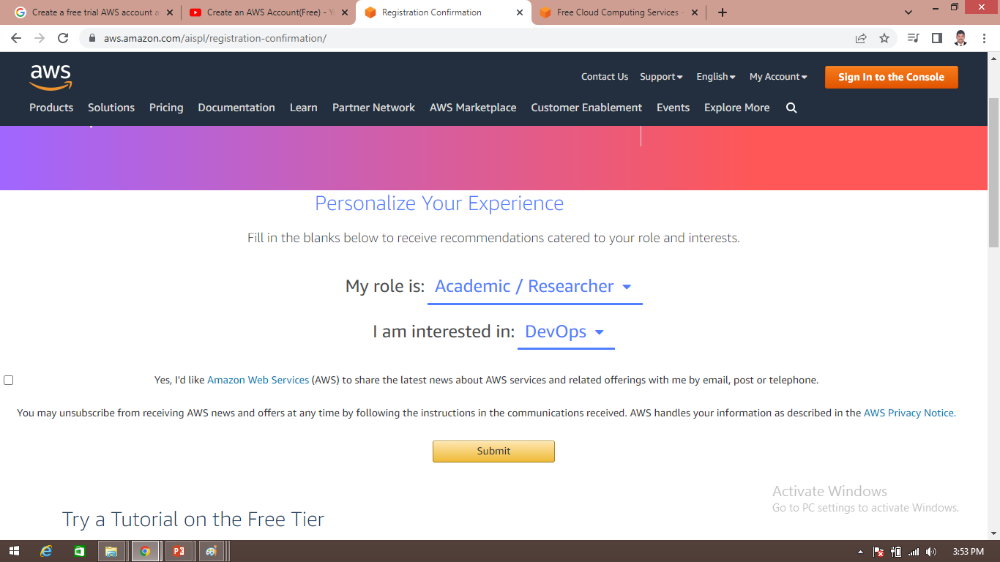 Create a free trial AWS account a
Create an AWS Account(Free) - Y
Registration Confirmation
Free Cloud Computing Services -
aws.amazon.com/aispl/registration-confirmation/
aws
Contact Us Support English My Account Sign In to the Console
Products Solutions Pricing Documentation Learn Partner Network AWS Marketplace Customer Enablement Events Explore More
Personalize Your Experience
Fill in the blanks below to receive recommendations catered to your role and interests.
My role is: Academic / Researcher
I am interested in: DevOps
Yes, I'd like Amazon Web Services (AWS) to share the latest news about AWS services and related offerings with me by email, post or telephone.
You may unsubscribe from receiving AWS news and offers at any time by following the instructions in the communications received. AWS handles your information as described in the AWS Privacy Notice.
Submit
Activate Windows
Go to PC settings to activate Windows.
Try a Tutorial on the Free Tier
3:53 PM